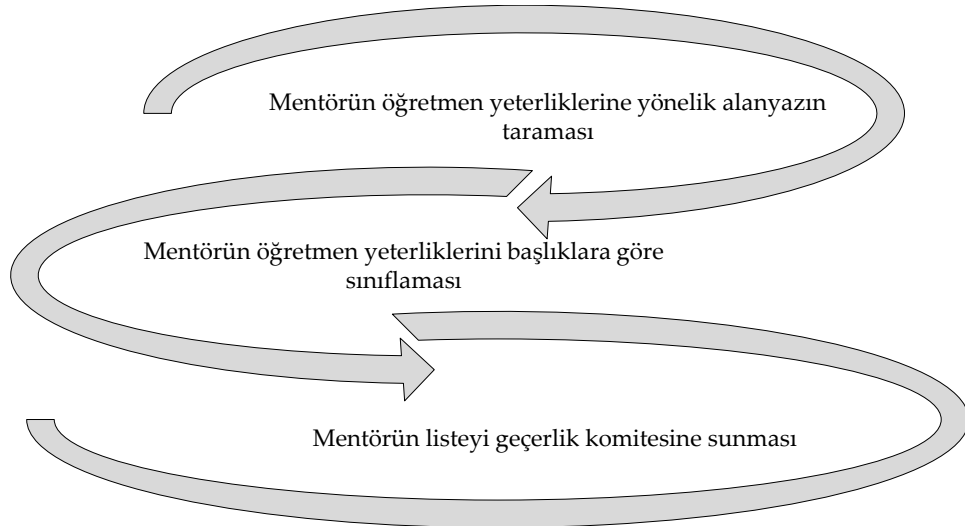 Mentörün öğretmen yeterliklerine yönelik alanyazın
taraması
Mentörün öğretmen yeterliklerini başlıklara göre
sınıflaması
Mentörün listeyi geçerlik komitesine sunması